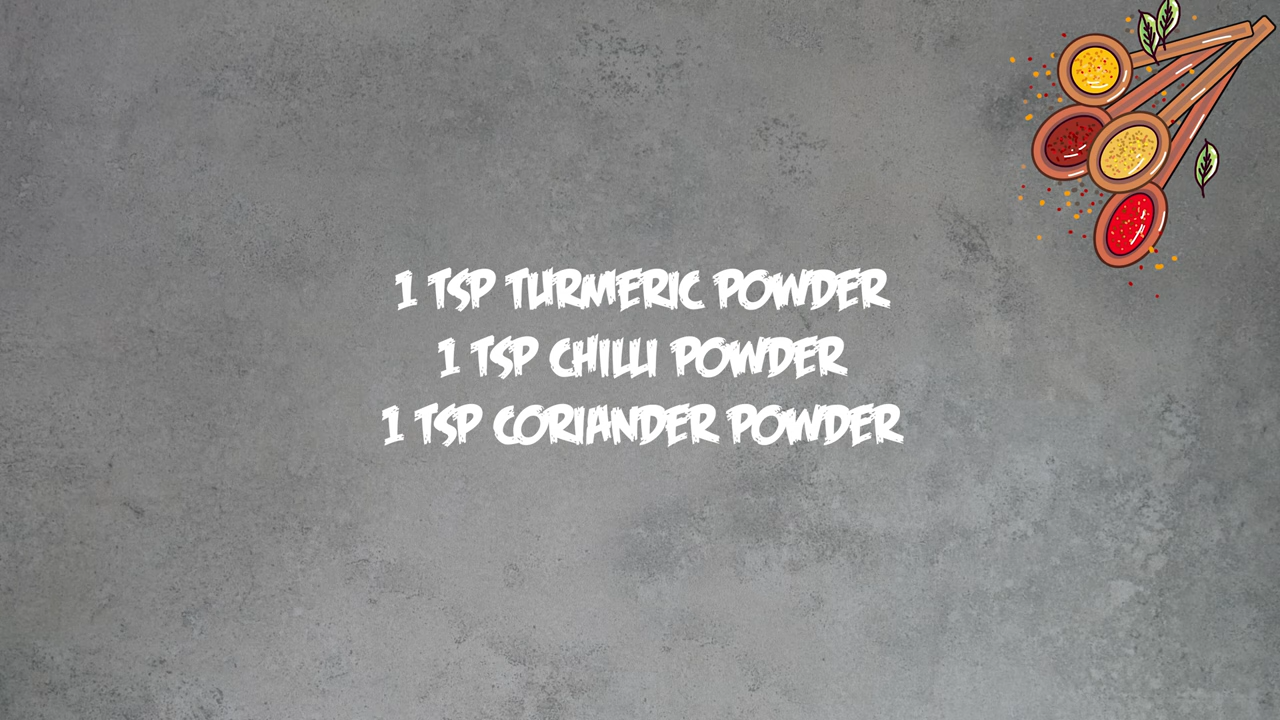 1 TSP TURMERIC POWDER
1 TSP CHILLI POWDER
1 TSP CORIANDER POWDER